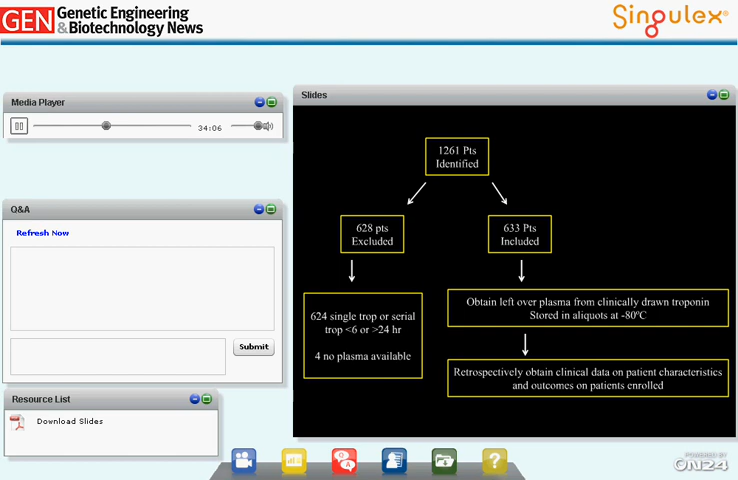 GEN Genetic Engineering
& Biotechnology News
Singulex®
Media Player
34:06
Q&A
Refresh Now
Submit
Resource List
Download Slides
Slides
1261 Pts
Identified
628 pts
Excluded
633 Pts
Included
624 single trop or serial
trop <6 or >24 hr
4 no plasma available
Obtain left over plasma from clinically drawn troponin
Stored in aliquots at -80ºC
Retrospectively obtain clinical data on patient characteristics
and outcomes on patients enrolled
Q
A
?
POWERED BY
ON24